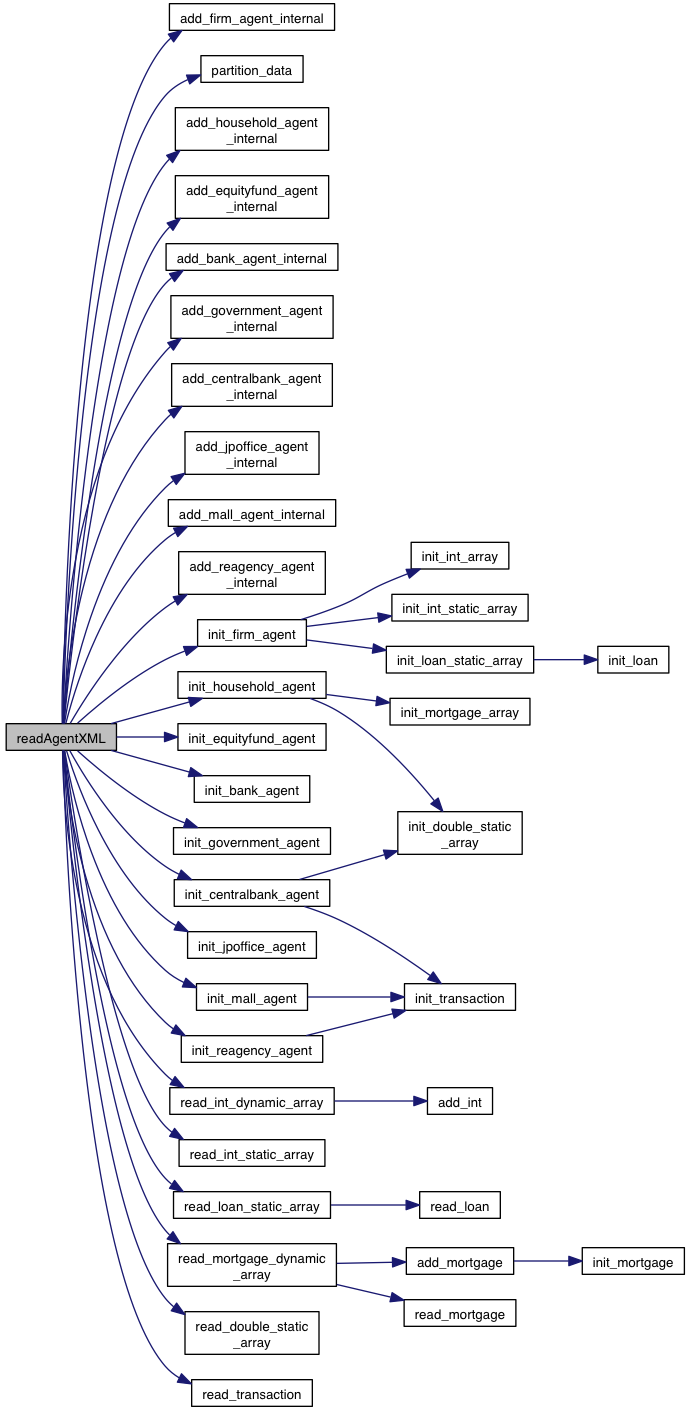 add_firm_agent_internal
partition_data
add_household_agent
_internal
add_equityfund_agent
_internal
add_bank_agent_internal
add_government_agent
_internal
add_centralbank_agent
_internal
add_jpoffice_agent
_internal
add_mall_agent_internal
add_reagency_agent
_internal
init_firm_agent
init_int_array
init_int_static_array
init_loan_static_array
init_loan
init_household_agent
init_mortgage_array
readAgentXML
init_equityfund_agent
init_bank_agent
init_double_static
_array
init_government_agent
init_centralbank_agent
init_jpoffice_agent
init_mall_agent
init_transaction
init_reagency_agent
read_int_dynamic_array
add_int
read_int_static_array
read_loan_static_array
read_loan
read_mortgage_dynamic
_array
add_mortgage
init_mortgage
read_mortgage
read_double_static
_array
read_transaction